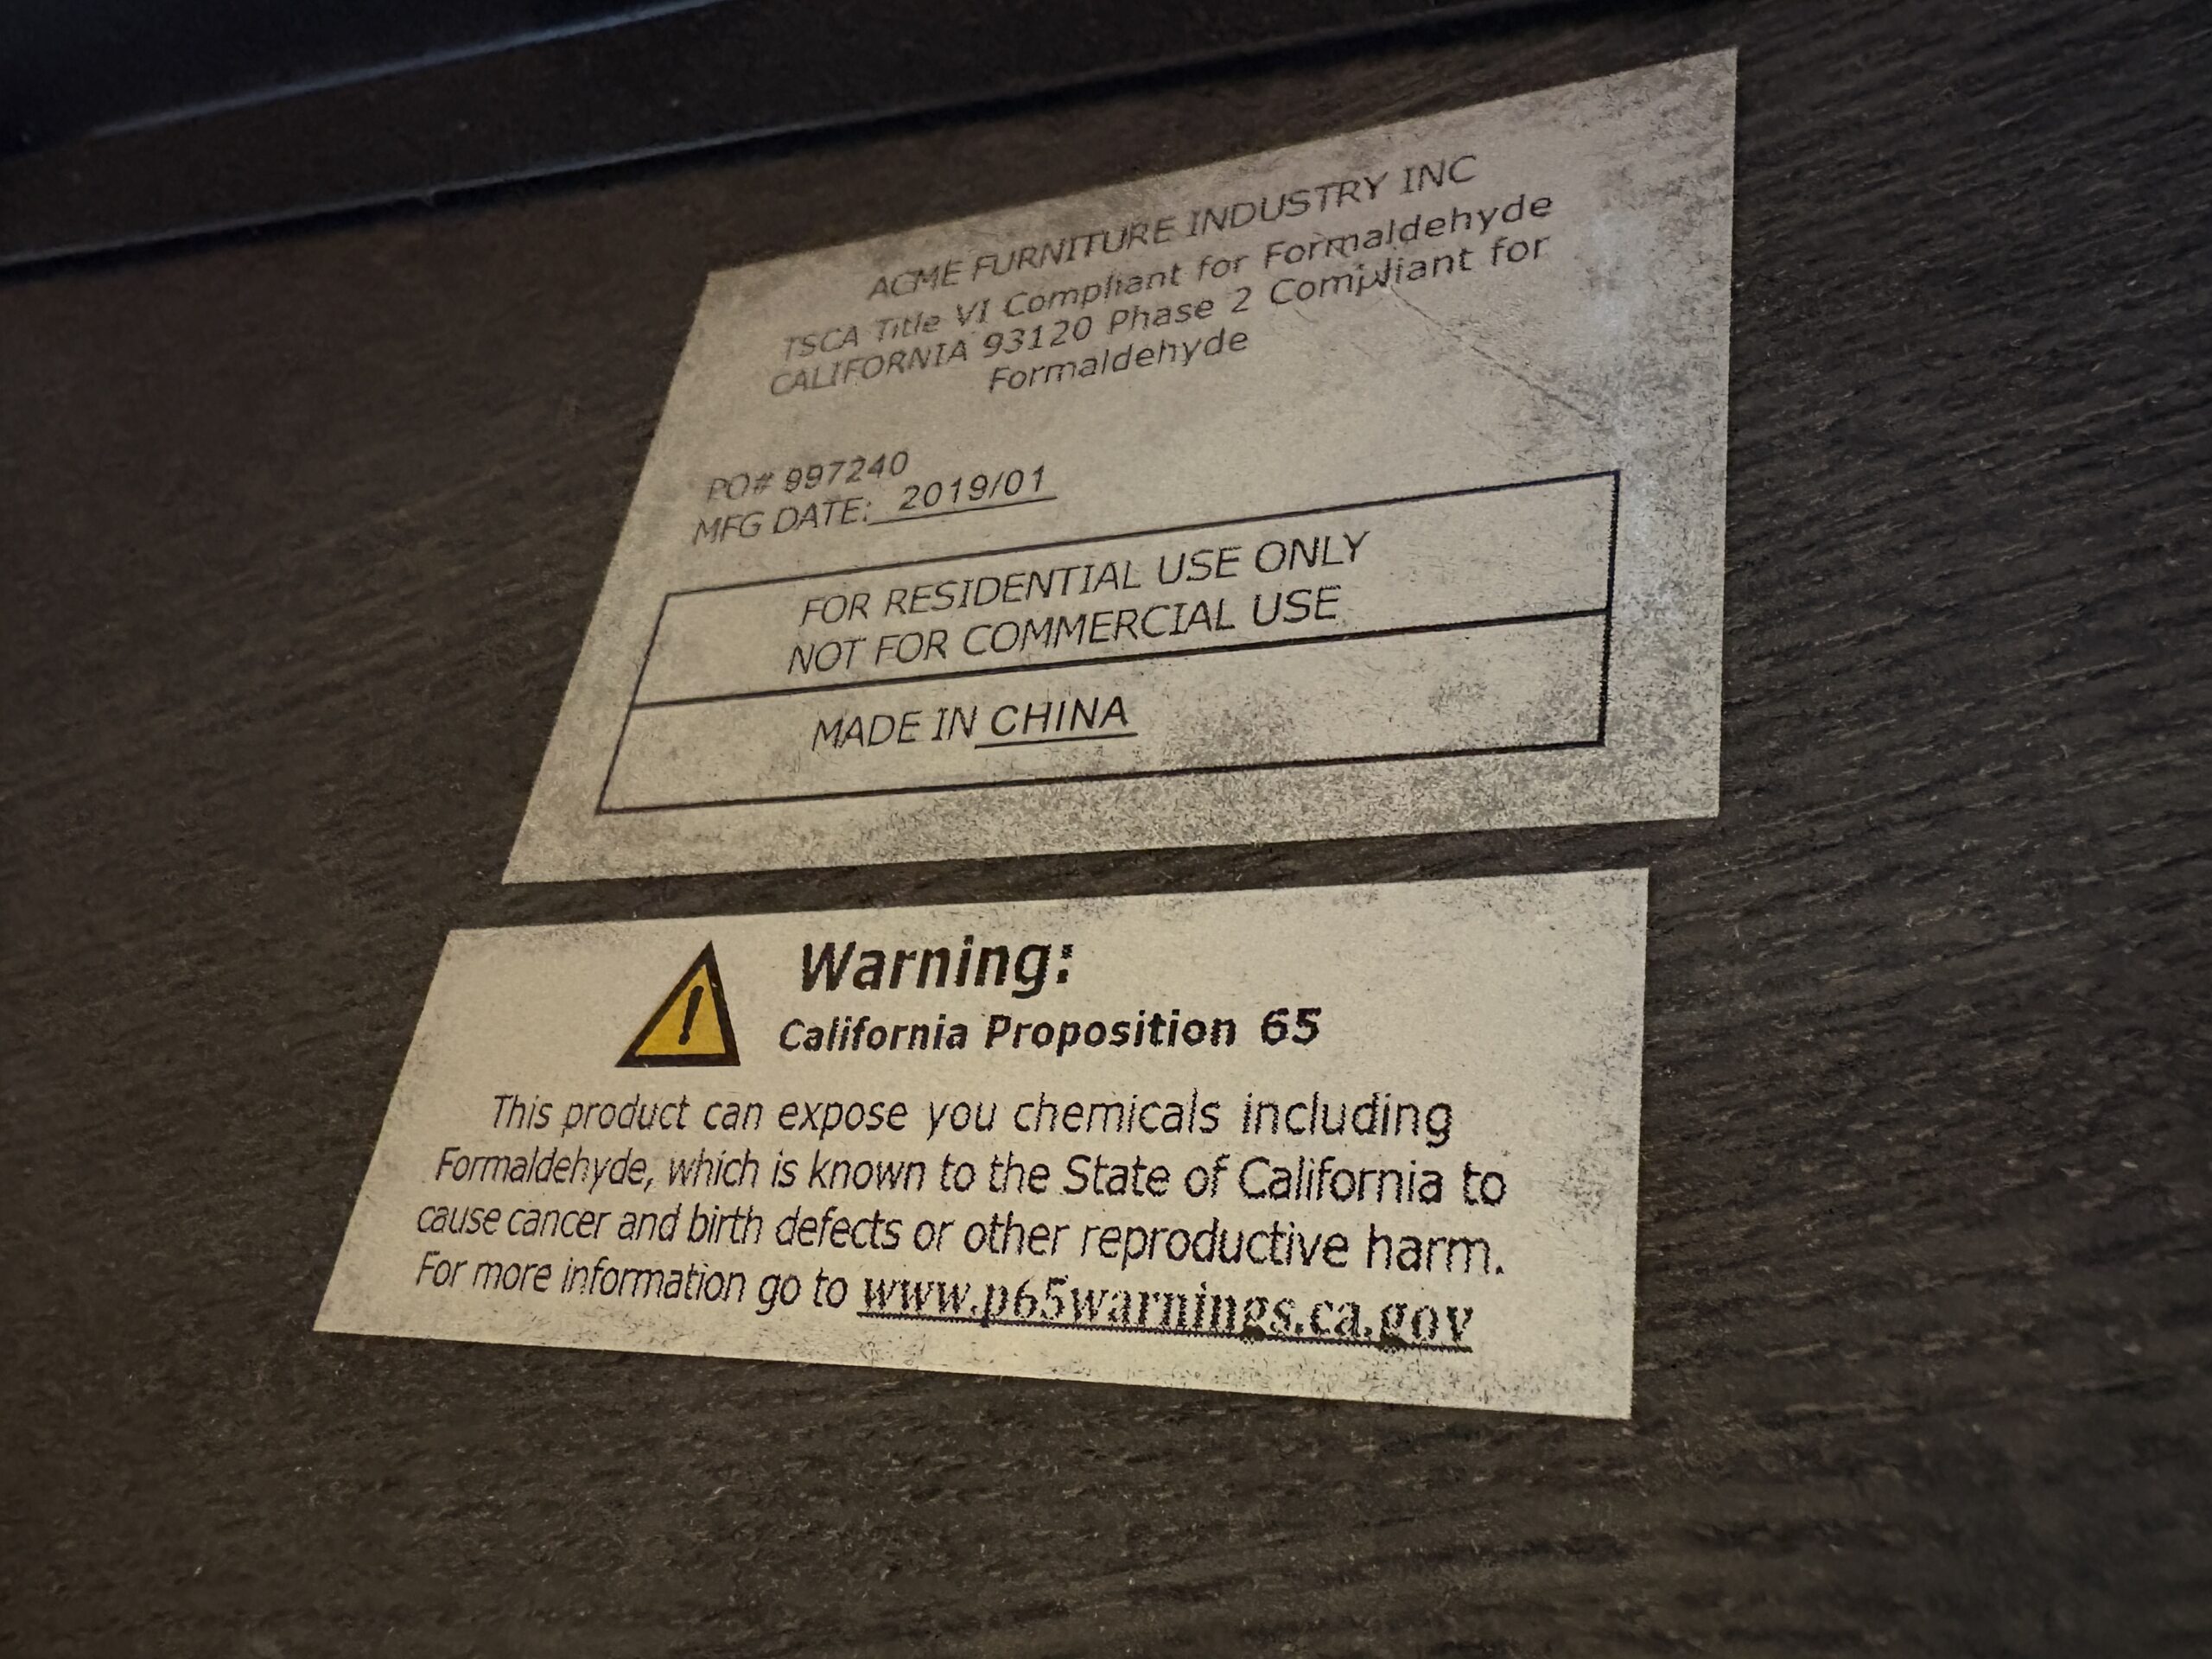 ACME FURNITURE INDUSTRY INC
TSCA Title VI Compliant for Formaldehyde
CALIFORNIA 93120 Phase 2 Compliant for
Formaldehyde
PO# 997240
MFG DATE: 2019/01
FOR RESIDENTIAL USE ONLY
NOT FOR COMMERCIAL USE
MADE IN CHINA
Warning:
California Proposition 65
This product can expose you chemicals including
Formaldehyde, which is known to the State of California to
cause cancer and birth defects or other reproductive harm.
For more information go to www.p65warnings.ca.gov